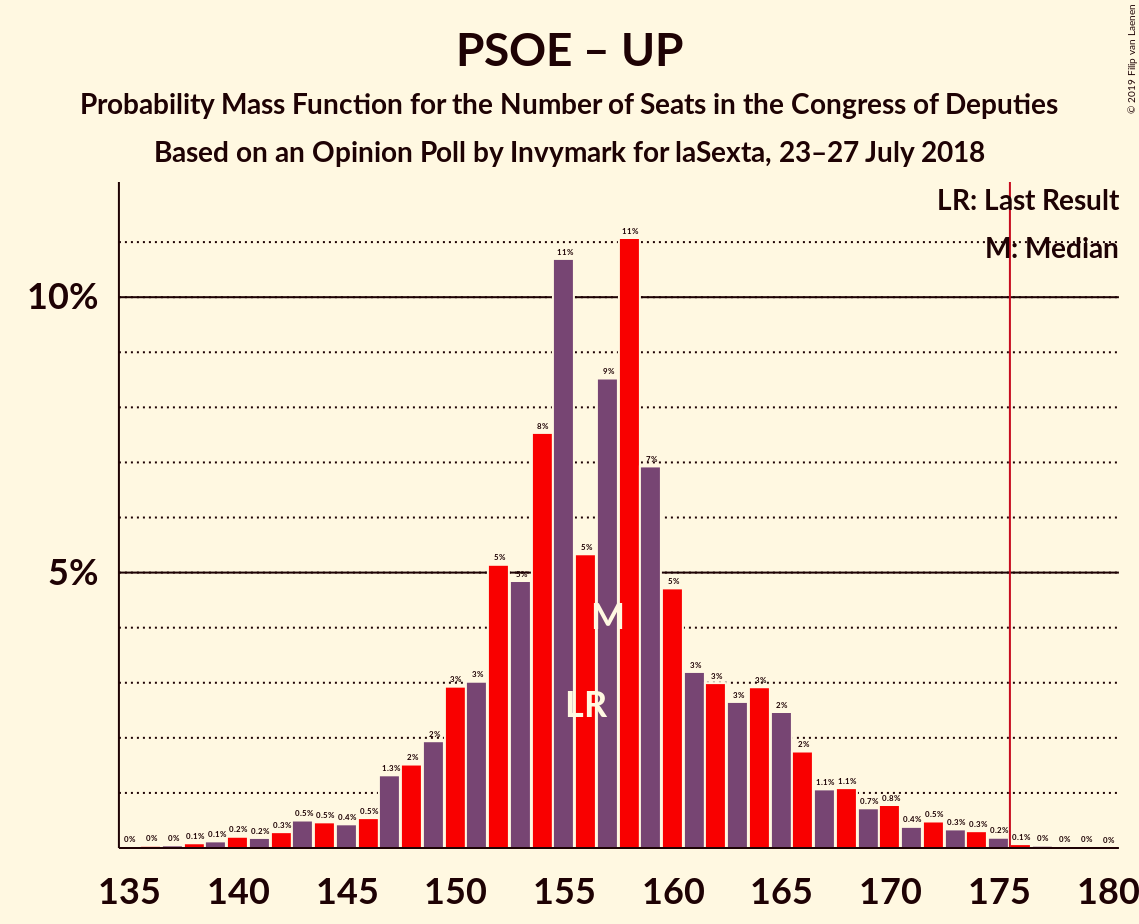 PSOE – UP
Probability Mass Function for the Number of Seats in the Congress of Deputies
Based on an Opinion Poll by Invymark for laSexta, 23–27 July 2018
© 2019 Filip van Laenen
LR: Last Result
M: Median
10%
5%
0% 0% 0% 0.1% 0.1% 0.2% 0.2% 0.3% 0.5% 0.5% 0.4% 0.5% 1.3% 2% 2% 3% 3% 5% 5% 8% 11% 5% 9% 11% 7% 5% 3% 3% 3% 3% 2% 2% 1.1% 1.1% 0.7% 0.8% 0.4% 0.5% 0.3% 0.3% 0.2% 0.1% 0% 0% 0% 0%
M
LR
135 140 145 150 155 160 165 170 175 180